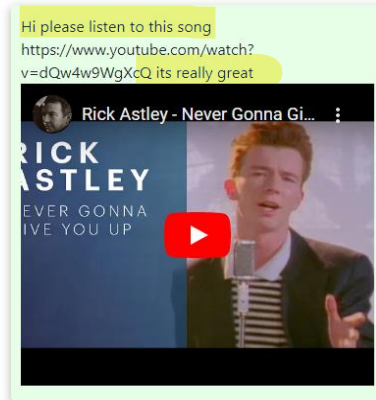 Hi please listen to this song
https://www.youtube.com/watch?
v=dQw4w9WgXcQ its really great
Rick Astley - Never Gonna Gi...
RICK
ASTLEY
EVER GONNA
IVE YOU UP